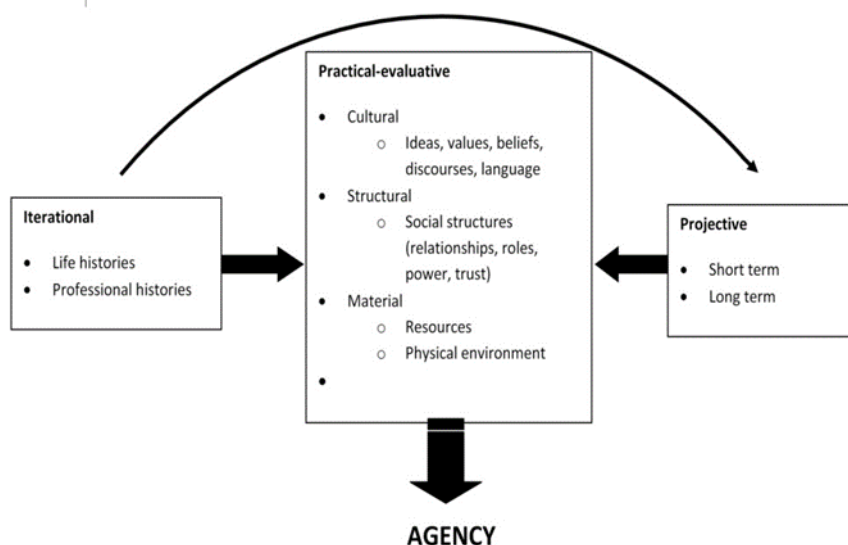 Practical-evaluative
• Cultural
○ Ideas, values, beliefs,
discourses, language
• Structural
○ Social structures
(relationships, roles,
power, trust)
• Material
○ Resources
○ Physical environment
•
Iterational
• Life histories
• Professional histories
Projective
• Short term
• Long term
AGENCY